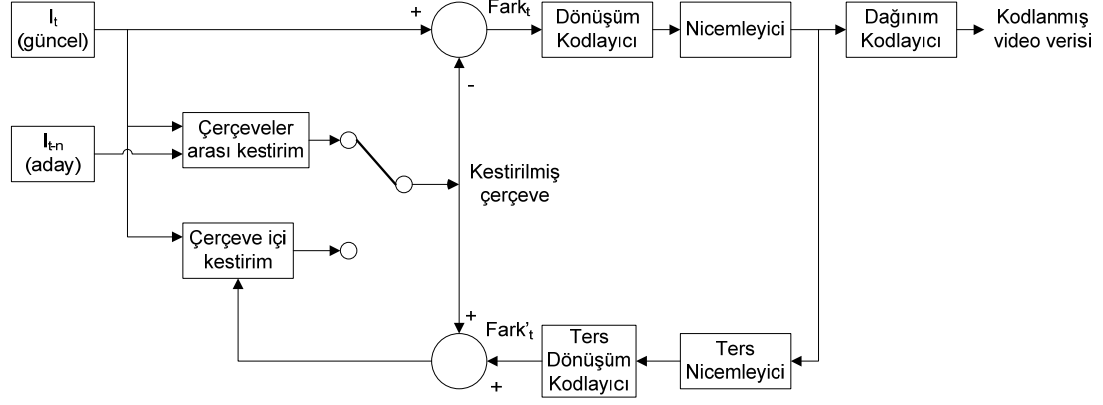 I_t
(güncel)
+
Fark_t
Dönüşüm
Kodlayıcı
Nicemleyici
Dağınım
Kodlayıcı
Kodlanmış
video verisi
-
I_t-n
(aday)
Çerçeveler
arası kestirim
Kestirilmiş
çerçeve
Çerçeve içi
kestirim
+
Fark'_t
+
Ters
Dönüşüm
Kodlayıcı
Ters
Nicemleyici